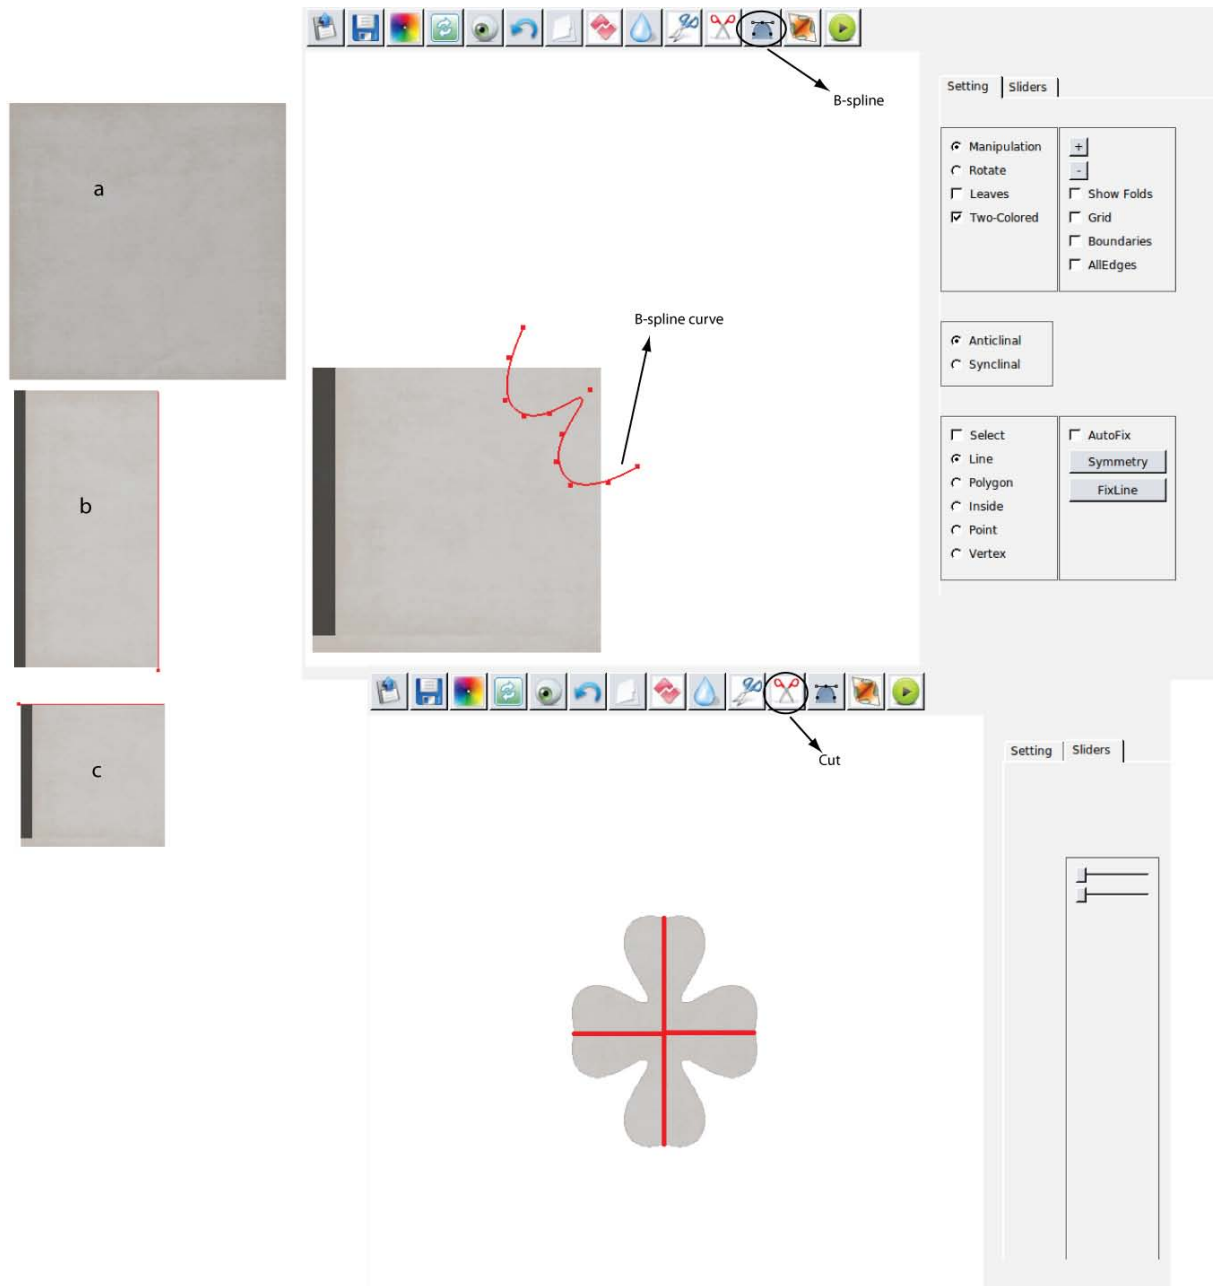 B-spline
Setting
Sliders
a
Manipulation
+
Rotate
-
Leaves
Show Folds
Two-Colored
Grid
Boundaries
AllEdges
B-spline curve
Anticlinal
Synclinal
b
Select
AutoFix
Line
Symmetry
Polygon
FixLine
Inside
Point
Vertex
c
Cut
Setting
Sliders